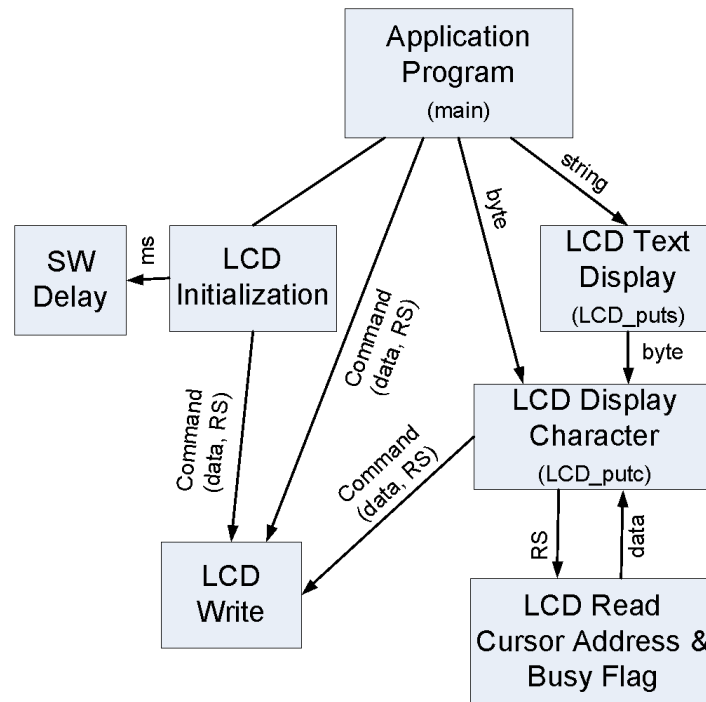 Application
Program
(main)
string
byte
SW
Delay
ms
LCD
Initialization
LCD Text
Display
(LCD_puts)
byte
Command
(data, RS)
Command
(data, RS)
Command
(data, RS)
LCD Display
Character
(LCD_putc)
RS
data
LCD
Write
LCD Read
Cursor Address &
Busy Flag